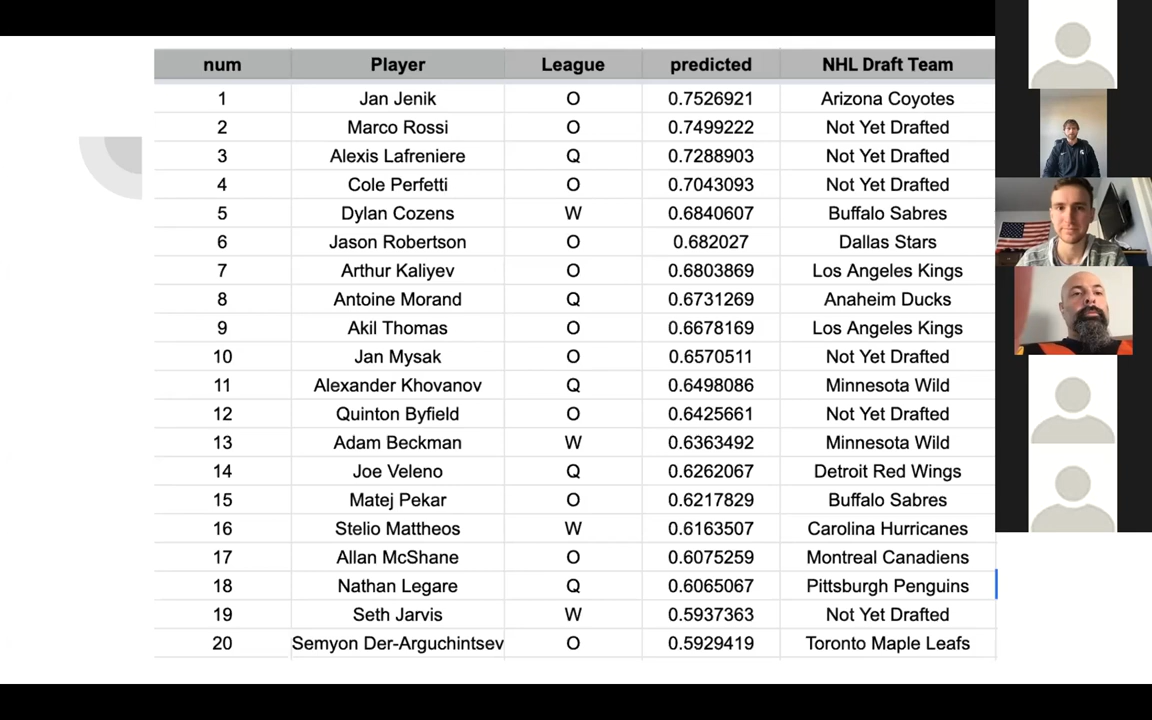 num Player League predicted NHL Draft Team
1 Jan Jenik O 0.7526921 Arizona Coyotes
2 Marco Rossi O 0.7499222 Not Yet Drafted
3 Alexis Lafreniere Q 0.7288903 Not Yet Drafted
4 Cole Perfetti O 0.7043093 Not Yet Drafted
5 Dylan Cozens W 0.6840607 Buffalo Sabres
6 Jason Robertson O 0.682027 Dallas Stars
7 Arthur Kaliyev O 0.6803869 Los Angeles Kings
8 Antoine Morand Q 0.6731269 Anaheim Ducks
9 Akil Thomas O 0.6678169 Los Angeles Kings
10 Jan Mysak O 0.6570511 Not Yet Drafted
11 Alexander Khovanov Q 0.6498086 Minnesota Wild
12 Quinton Byfield O 0.6425661 Not Yet Drafted
13 Adam Beckman W 0.6363492 Minnesota Wild
14 Joe Veleno Q 0.6262067 Detroit Red Wings
15 Matej Pekar O 0.6217829 Buffalo Sabres
16 Stelio Mattheos W 0.6163507 Carolina Hurricanes
17 Allan McShane O 0.6075259 Montreal Canadiens
18 Nathan Legare Q 0.6065067 Pittsburgh Penguins
19 Seth Jarvis W 0.5937363 Not Yet Drafted
20 Semyon Der-Arguchintsev O 0.5929419 Toronto Maple Leafs